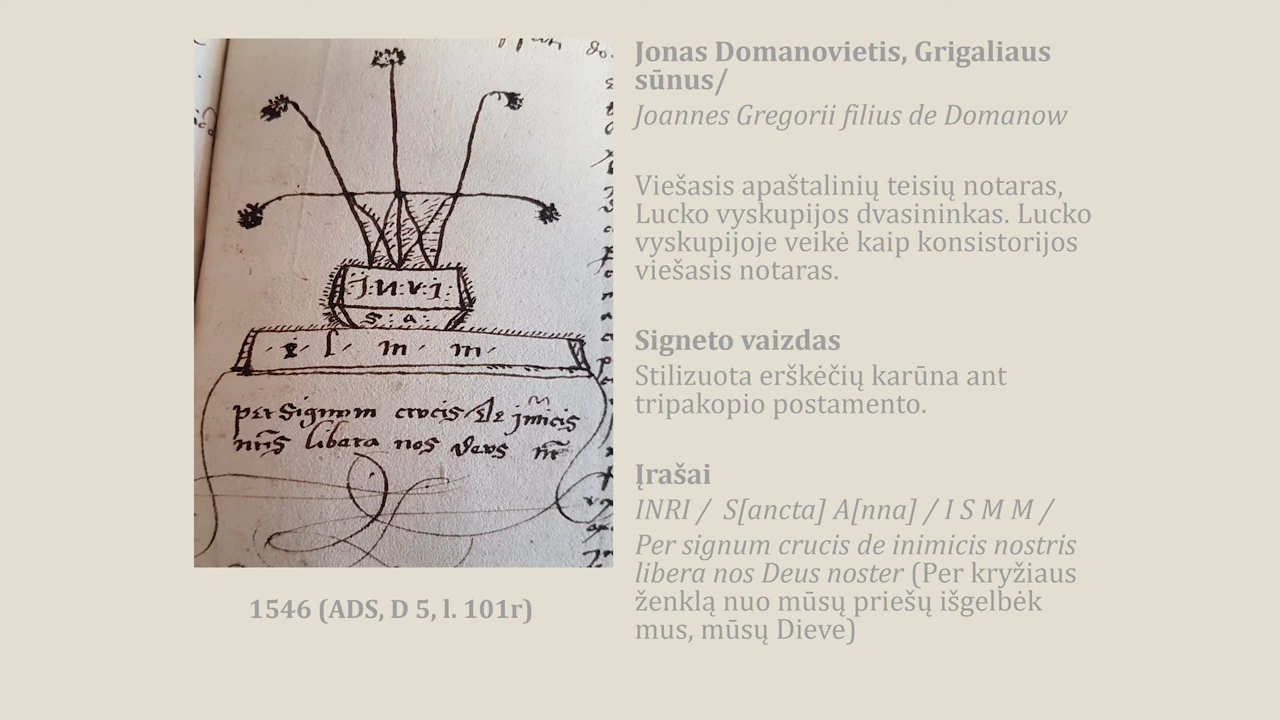 j : n : r : j :
s : a :
i s m m
per signum crucis de inimicis
nris libera nos deus nr
1546 (ADS, D 5, l. 101r)
Jonas Domanovietis, Grigaliaus
sūnus/
Joannes Gregorii filius de Domanow
Viešasis apaštalinių teisių notaras,
Lucko vyskupijos dvasininkas. Lucko
vyskupijoje veikė kaip konsistorijos
viešasis notaras.
Signeto vaizdas
Stilizuota erškėčių karūna ant
tripakopio postamento.
Įrašai
INRI / S[ancta] A[nna] / I S M M /
Per signum crucis de inimicis nostris
libera nos Deus noster (Per kryžiaus
ženklą nuo mūsų priešų išgelbėk
mus, mūsų Dieve)